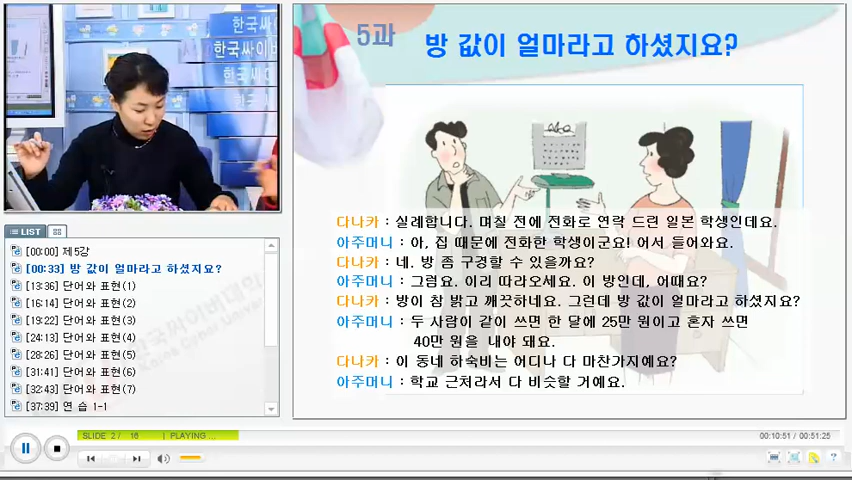 한국싸이버
한국싸이버대
한국싸이버대
5과
방 값이 얼마라고 하셨지요?
다나카 : 실례합니다. 며칠 전에 전화로 연락 드린 일본 학생인데요.
아주머니 : 아, 집 때문에 전화한 학생이군요! 어서 들어와요.
다나카 : 네. 방 좀 구경할 수 있을까요?
아주머니 : 그럼요. 이리 따라오세요. 이 방인데, 어때요?
다나카 : 방이 참 밝고 깨끗하네요. 그런데 방 값이 얼마라고 하셨지요?
아주머니 : 두 사람이 같이 쓰면 한 달에 25만 원이고 혼자 쓰면
40만 원을 내야 돼요.
다나카 : 이 동네 하숙비는 어디나 다 마찬가지예요?
아주머니 : 학교 근처라서 다 비슷할 거예요.
LIST
[00:00] 제5강
[00:33] 방 값이 얼마라고 하셨지요?
[13:36] 단어와 표현(1)
[16:14] 단어와 표현(2)
[19:22] 단어와 표현(3)
[24:13] 단어와 표현(4)
[28:26] 단어와 표현(5)
[31:41] 단어와 표현(6)
[32:43] 단어와 표현(7)
[37:39] 연 습 1-1
SLIDE 2 / 16 | PLAYING ...
00:10:51 / 00:51:25